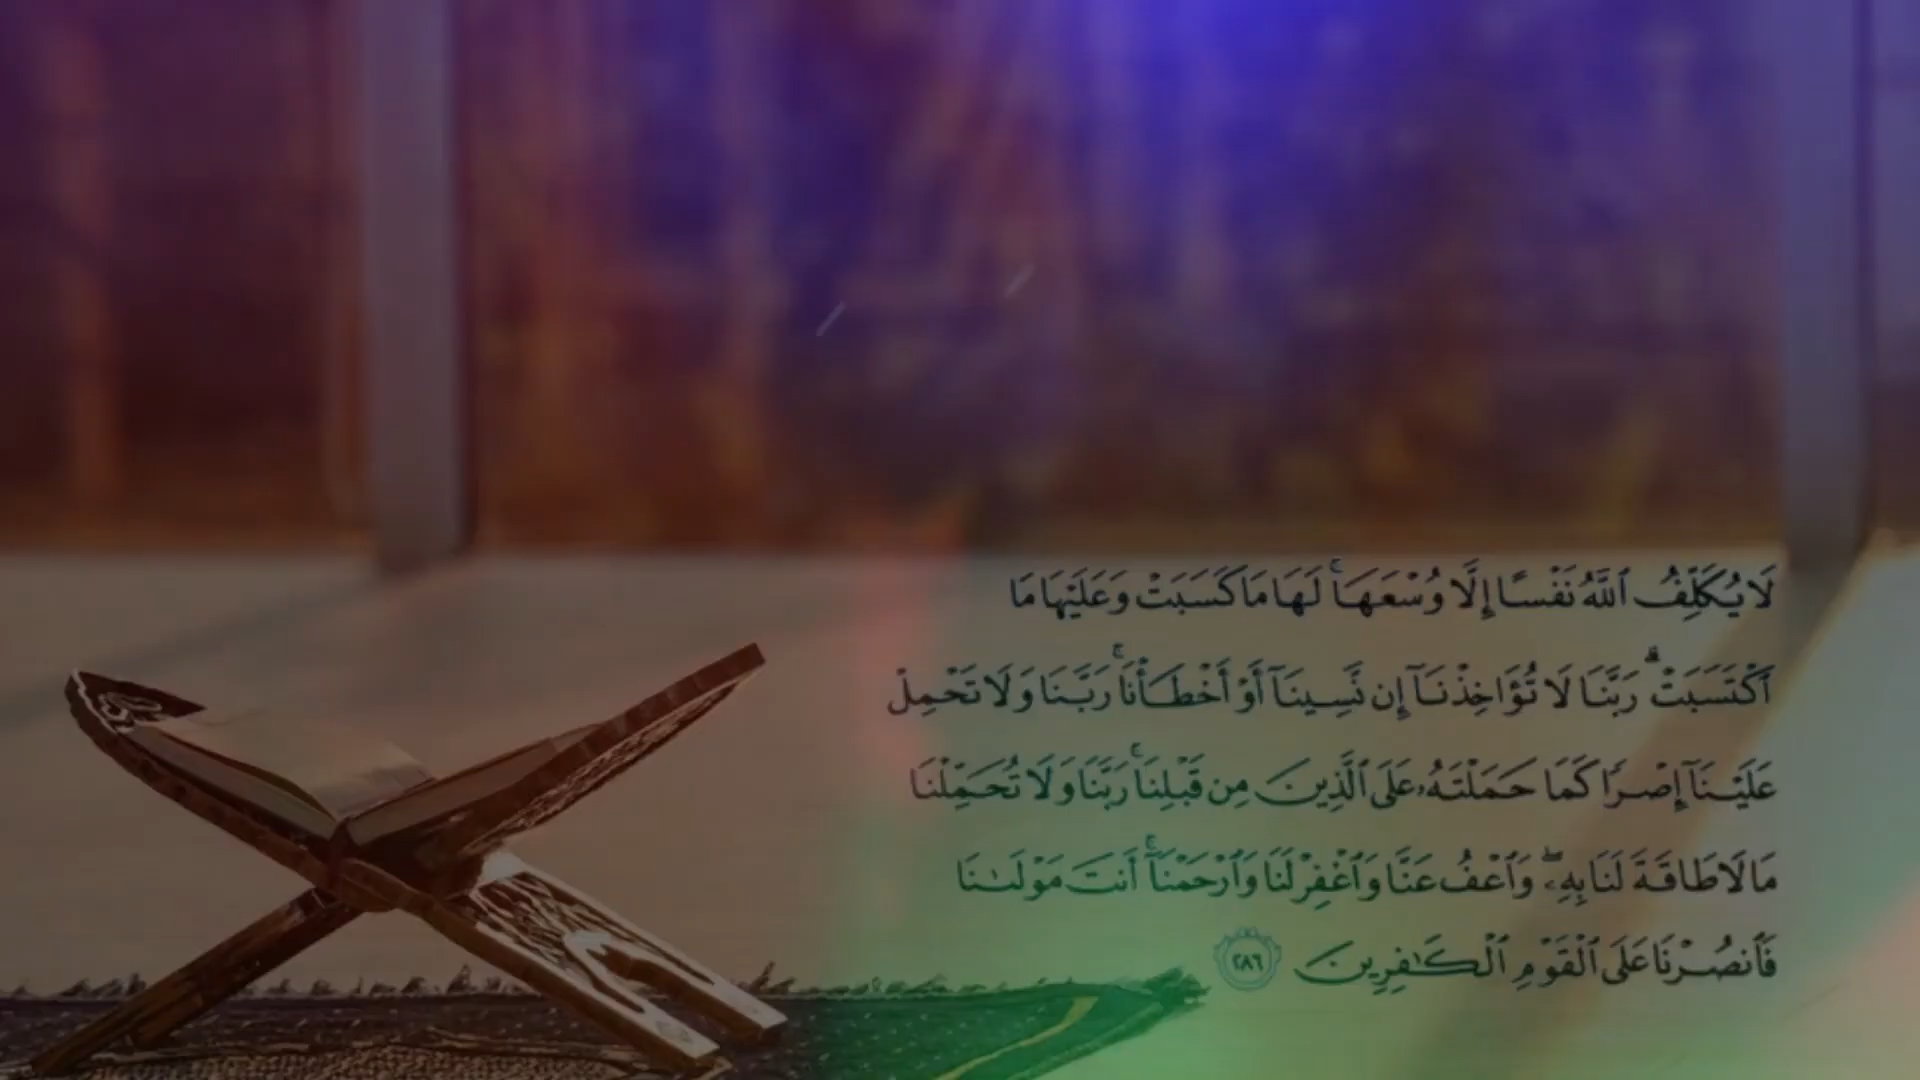 لَا يُكَلِّفُ ٱللَّهُ نَفْسًا إِلَّا وُسْعَهَاۚ لَهَا مَا كَسَبَتْ وَعَلَيْهَا مَا
ٱكْتَسَبَتْۗ رَبَّنَا لَا تُؤَاخِذْنَآ إِن نَّسِينَآ أَوْ أَخْطَأْنَاۚ رَبَّنَا وَلَا تَحْمِلْ
عَلَيْنَآ إِصْرًا كَمَا حَمَلْتَهُۥ عَلَى ٱلَّذِينَ مِن قَبْلِنَاۚ رَبَّنَا وَلَا تُحَمِّلْنَا
مَا لَا طَاقَةَ لَنَا بِهِۦۖ وَٱعْفُ عَنَّا وَٱغْفِرْ لَنَا وَٱرْحَمْنَآۚ أَنتَ مَوْلَىٰنَا
فَٱنصُرْنَا عَلَى ٱلْقَوْمِ ٱلْكَٰفِرِينَ ٢٨٦